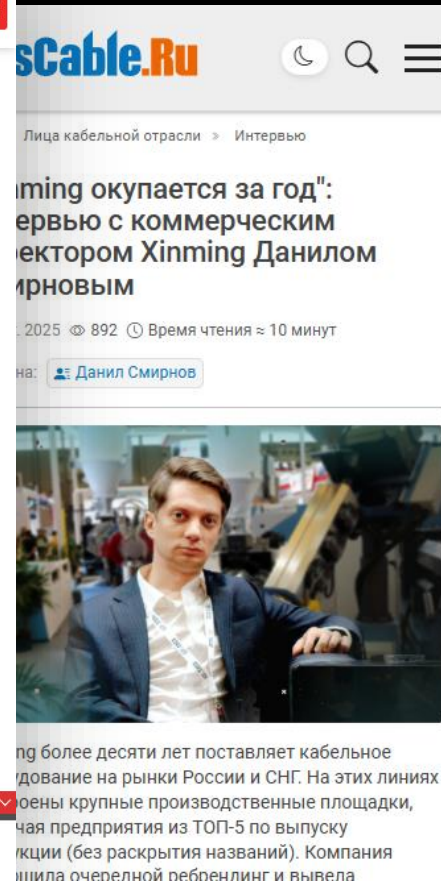 sCable.Ru
Лица кабельной отрасли » Интервью
ming окупается за год":
ервью с коммерческим
ектором Xinming Данилом
ирновым
. 2025 892 Время чтения ≈ 10 минут
на: Данил Смирнов
ng более десяти лет поставляет кабельное
удование на рынки России и СНГ. На этих линиях
роены крупные производственные площадки,
чая предприятия из ТОП-5 по выпуску
укции (без раскрытия названий). Компания
ршила очередной ребрендинг и вывела